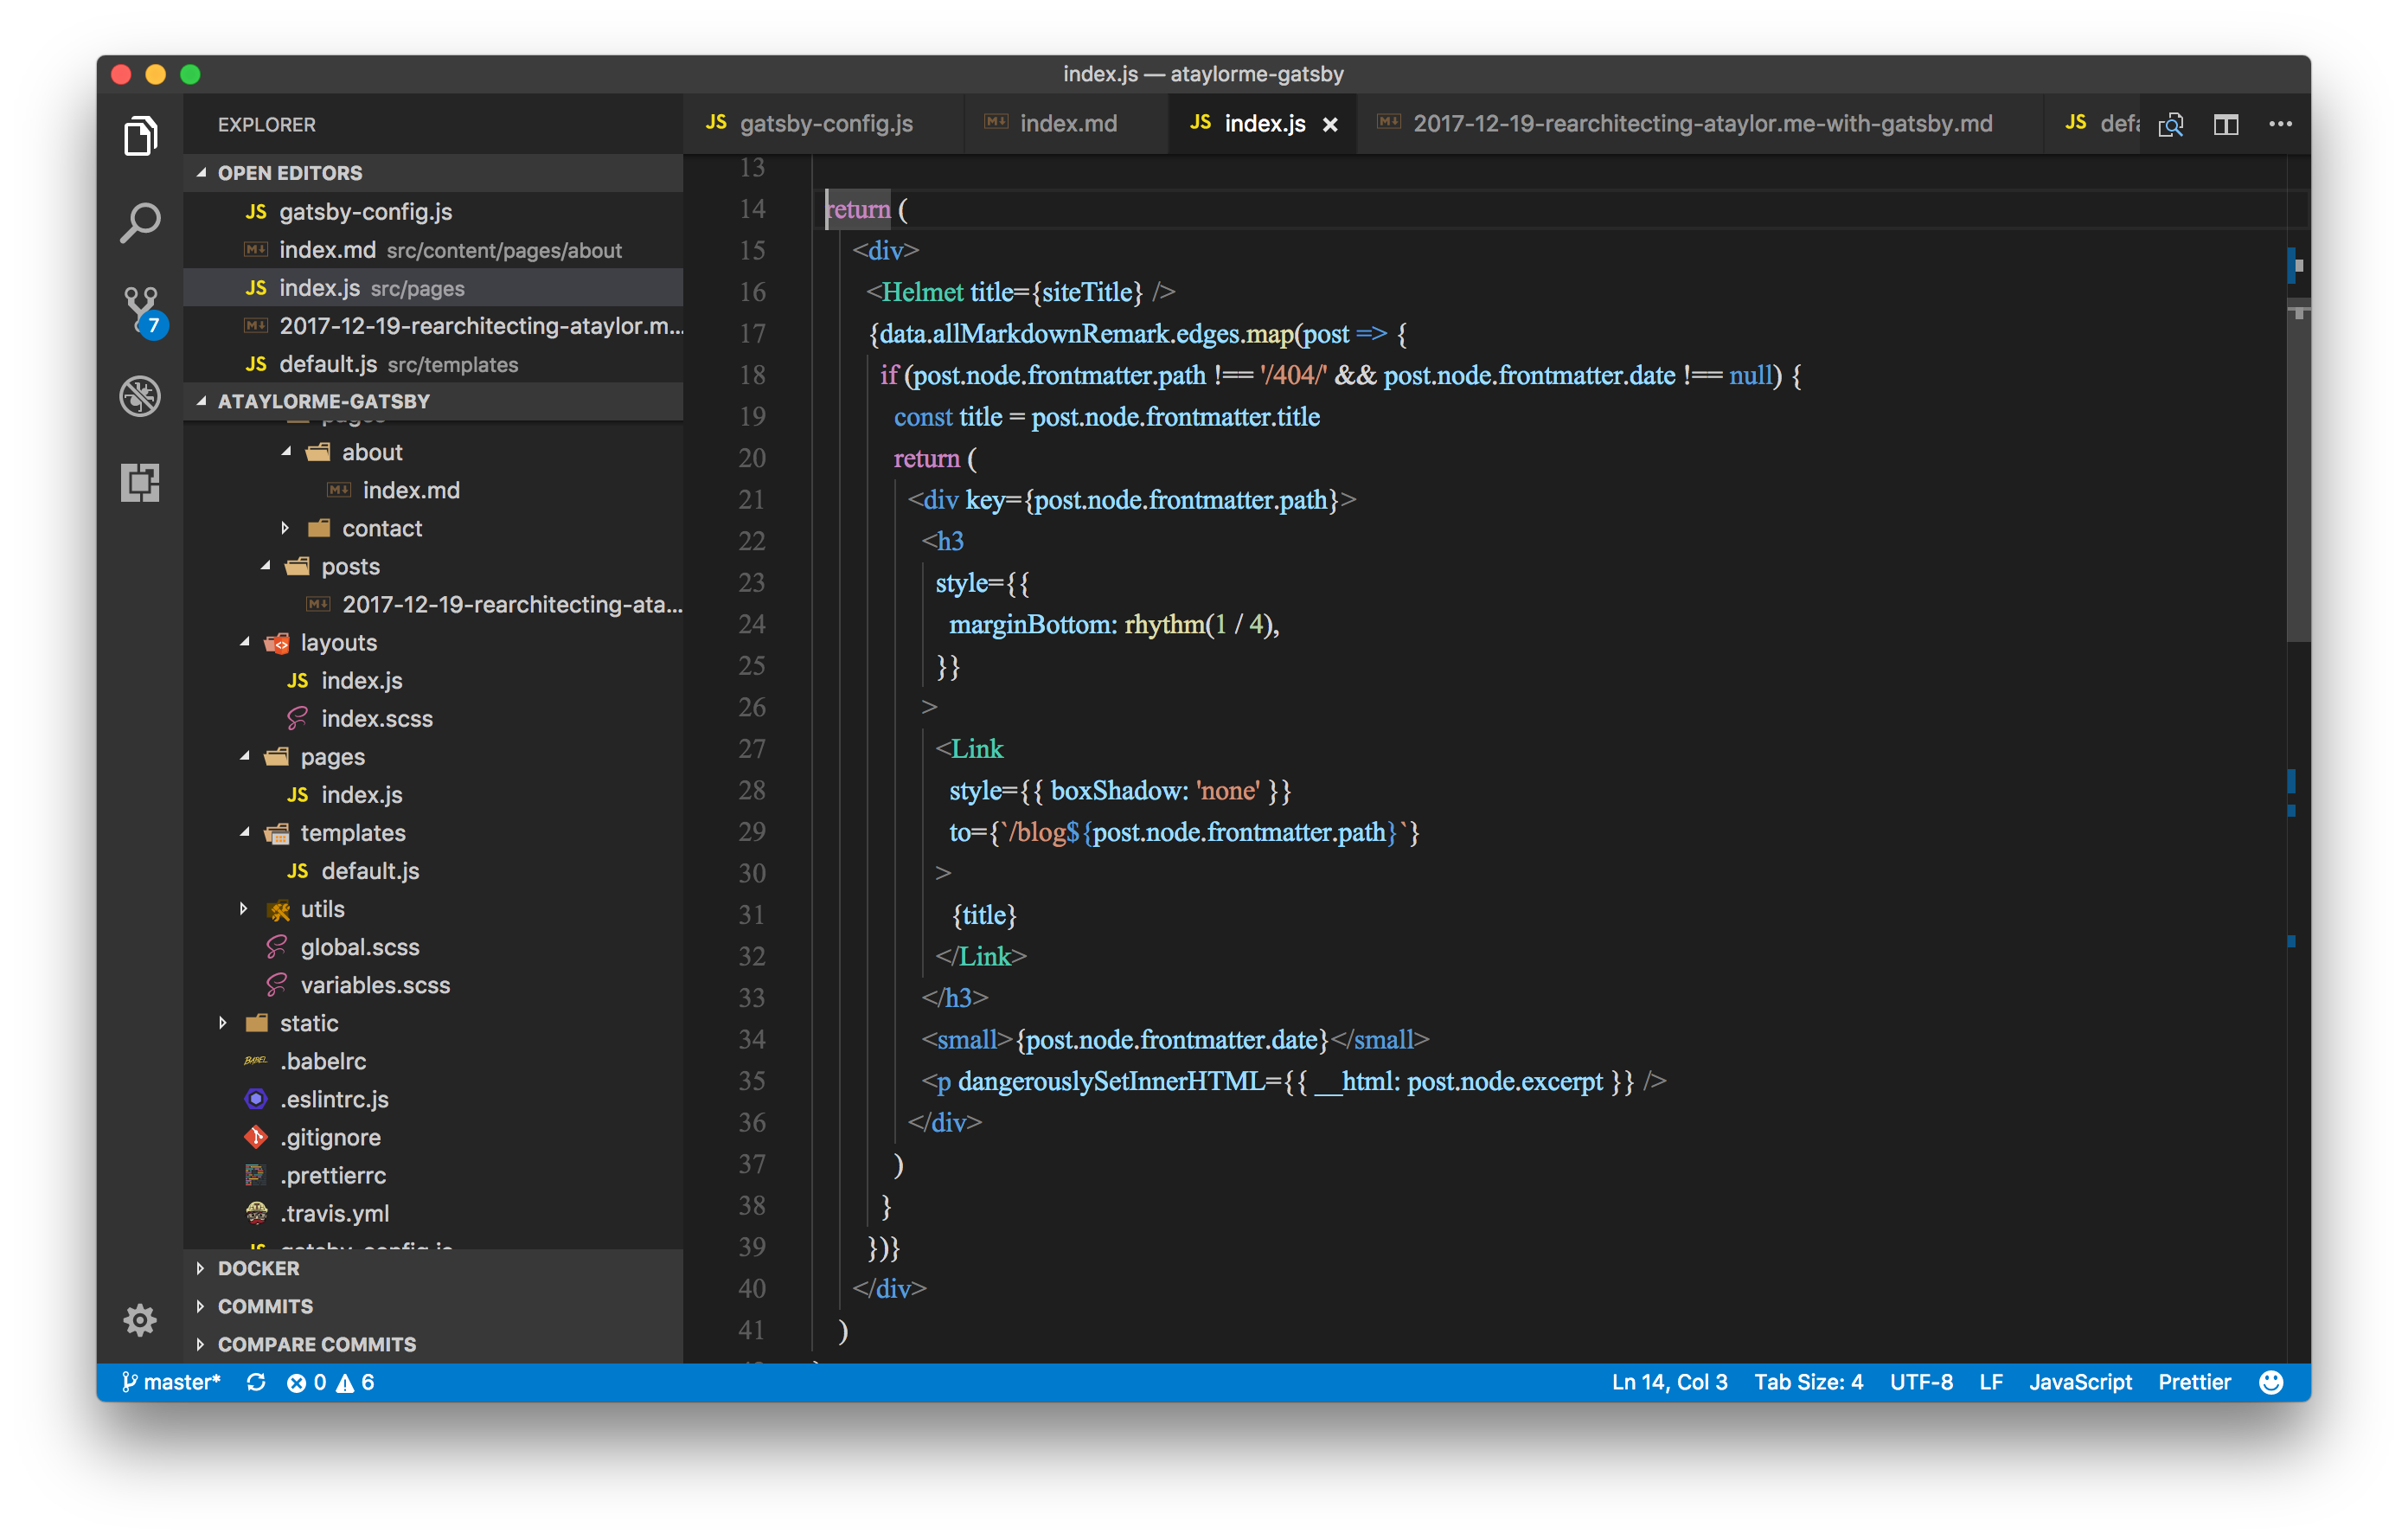 index.js — ataylorme-gatsby
EXPLORER
OPEN EDITORS
JS gatsby-config.js
M↓ index.md src/content/pages/about
JS index.js src/pages
M↓ 2017-12-19-rearchitecting-ataylor.m...
JS default.js src/templates
ATAYLORME-GATSBY
pages
about
M↓ index.md
contact
posts
M↓ 2017-12-19-rearchitecting-ata...
layouts
JS index.js
index.scss
pages
JS index.js
templates
JS default.js
utils
global.scss
variables.scss
static
BABEL .babelrc
.eslintrc.js
.gitignore
.prettierrc
.travis.yml
JS gatsby-config.js
DOCKER
COMMITS
COMPARE COMMITS
7
JS gatsby-config.js
M↓ index.md
JS index.js ×
M↓ 2017-12-19-rearchitecting-ataylor.me-with-gatsby.md
JS defa
13
14 return (
15 <div>
16 <Helmet title={siteTitle} />
17 {data.allMarkdownRemark.edges.map(post => {
18 if (post.node.frontmatter.path !== '/404/' && post.node.frontmatter.date !== null) {
19 const title = post.node.frontmatter.title
20 return (
21 <div key={post.node.frontmatter.path}>
22 <h3
23 style={{
24 marginBottom: rhythm(1 / 4),
25 }}
26 >
27 <Link
28 style={{ boxShadow: 'none' }}
29 to={`/blog${post.node.frontmatter.path}`}
30 >
31 {title}
32 </Link>
33 </h3>
34 <small>{post.node.frontmatter.date}</small>
35 <p dangerouslySetInnerHTML={{ __html: post.node.excerpt }} />
36 </div>
37 )
38 }
39 })}
40 </div>
41 )
master* 0 6
Ln 14, Col 3 Tab Size: 4 UTF-8 LF JavaScript Prettier